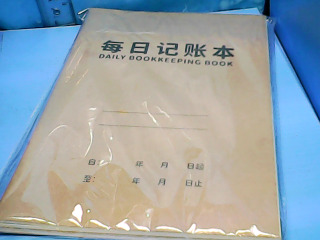 每日记账本
DAILY BOOKKEEPING BOOK
自: 年 月 日起
至: 年 月 日止